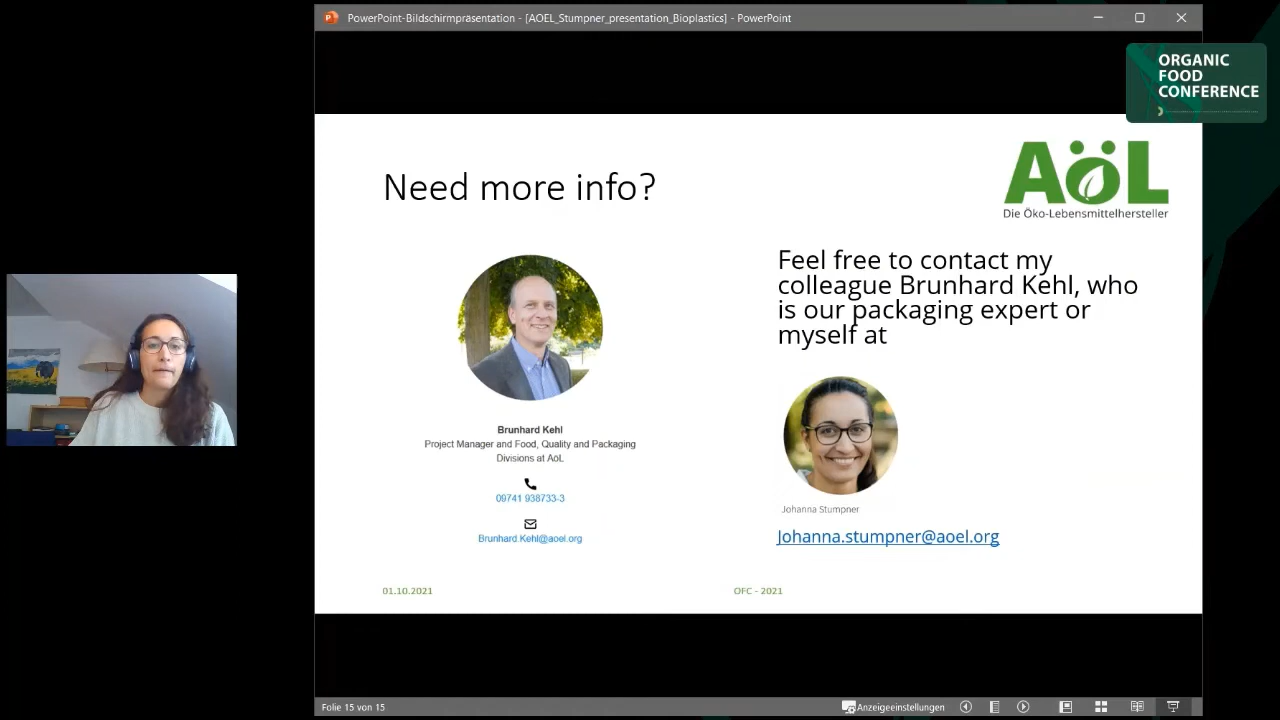 PowerPoint-Bildschirmpräsentation - [AOEL_Stumpner_presentation_Bioplastics] - PowerPoint
ORGANIC
FOOD
CONFERENCE
AöL
Die Öko-Lebensmittelhersteller
Need more info?
Feel free to contact my
colleague Brunhard Kehl, who
is our packaging expert or
myself at
Brunhard Kehl
Project Manager and Food, Quality and Packaging
Divisions at AöL
09741 938733-3
Brunhard.Kehl@aoel.org
Johanna Stumpner
Johanna.stumpner@aoel.org
01.10.2021
OFC - 2021
Folie 15 von 15
Anzeigeeinstellungen